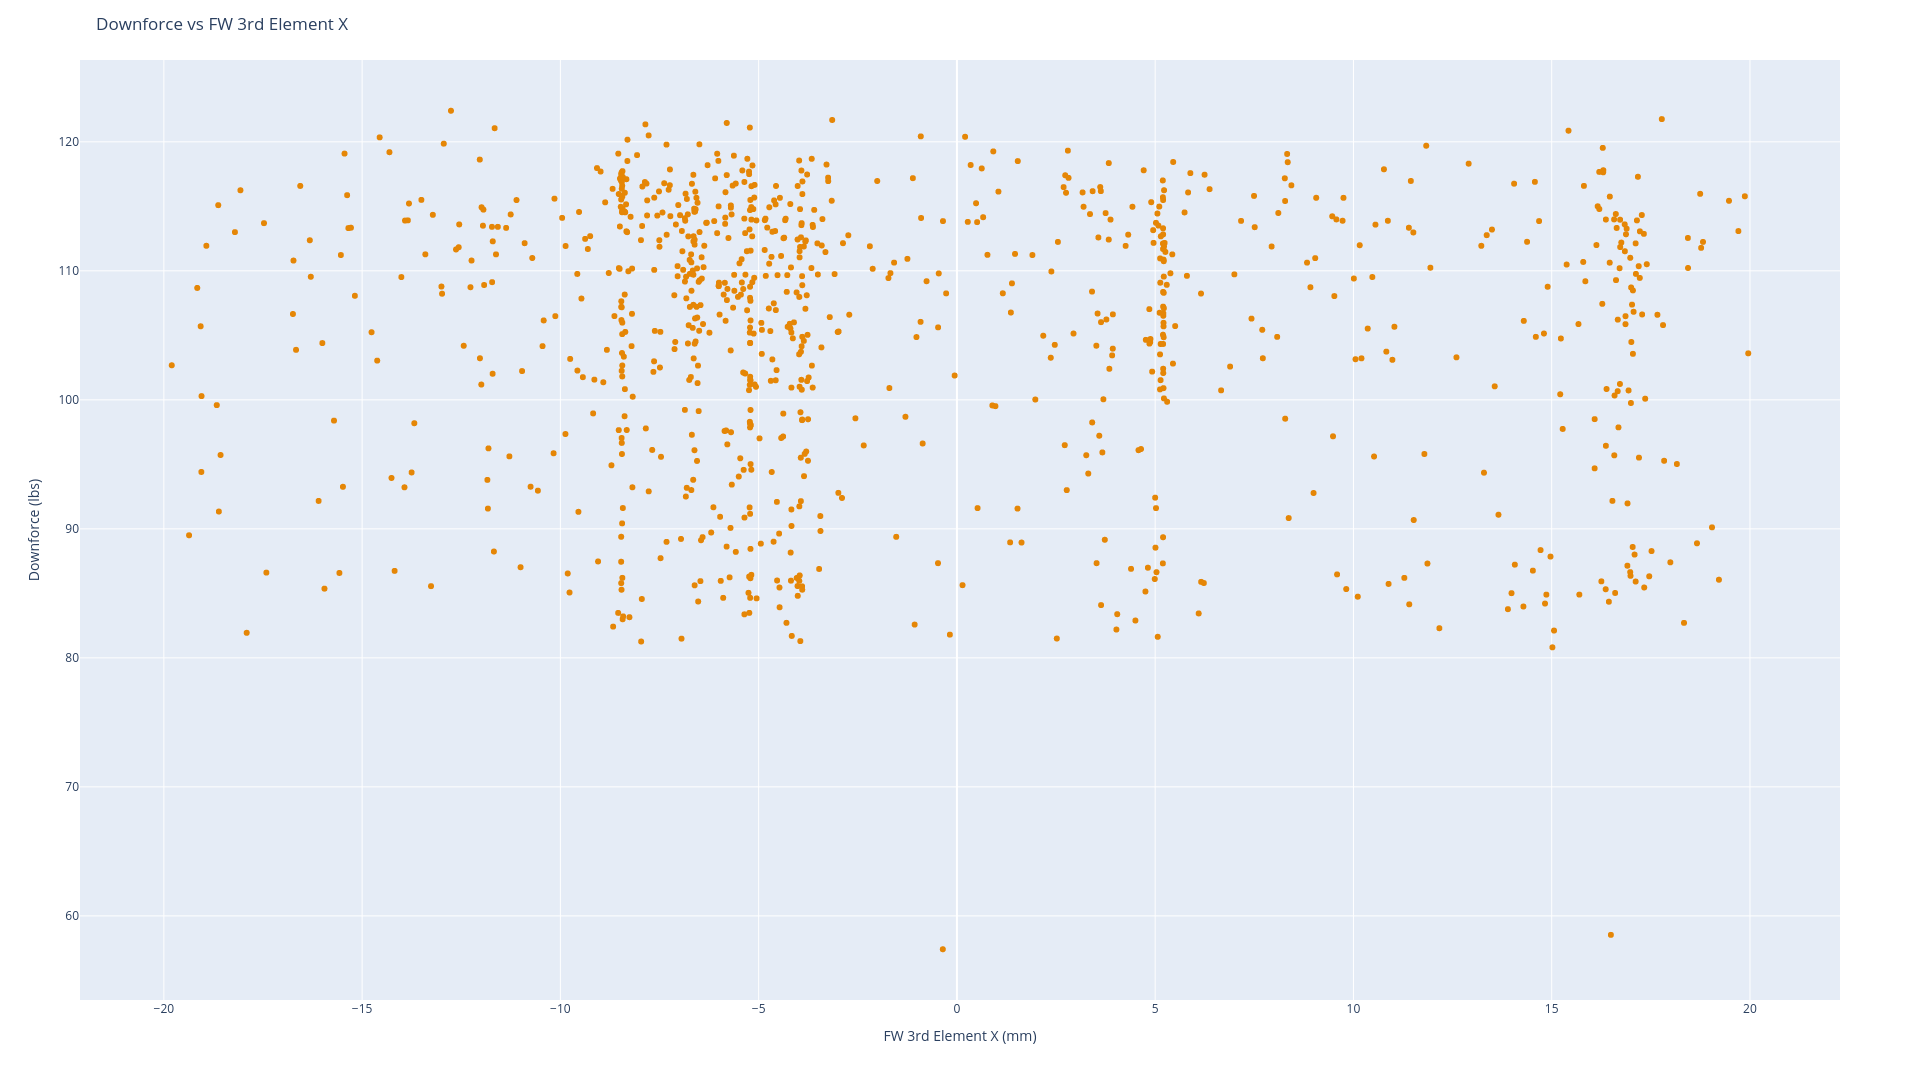 Downforce vs FW 3rd Element X
Downforce (lbs)
120
110
100
90
80
70
60
−20 −15 −10 −5 0 5 10 15 20
FW 3rd Element X (mm)